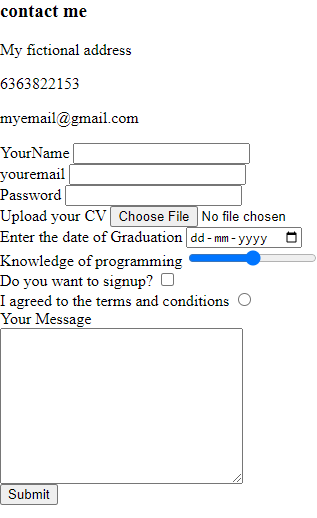 contact me
My fictional address
6363822153
myemail@gmail.com
YourName
youremail
Password
Upload your CV Choose File No file chosen
Enter the date of Graduation dd-mm-yyyy
Knowledge of programming
Do you want to signup?
I agreed to the terms and conditions
Your Message
Submit